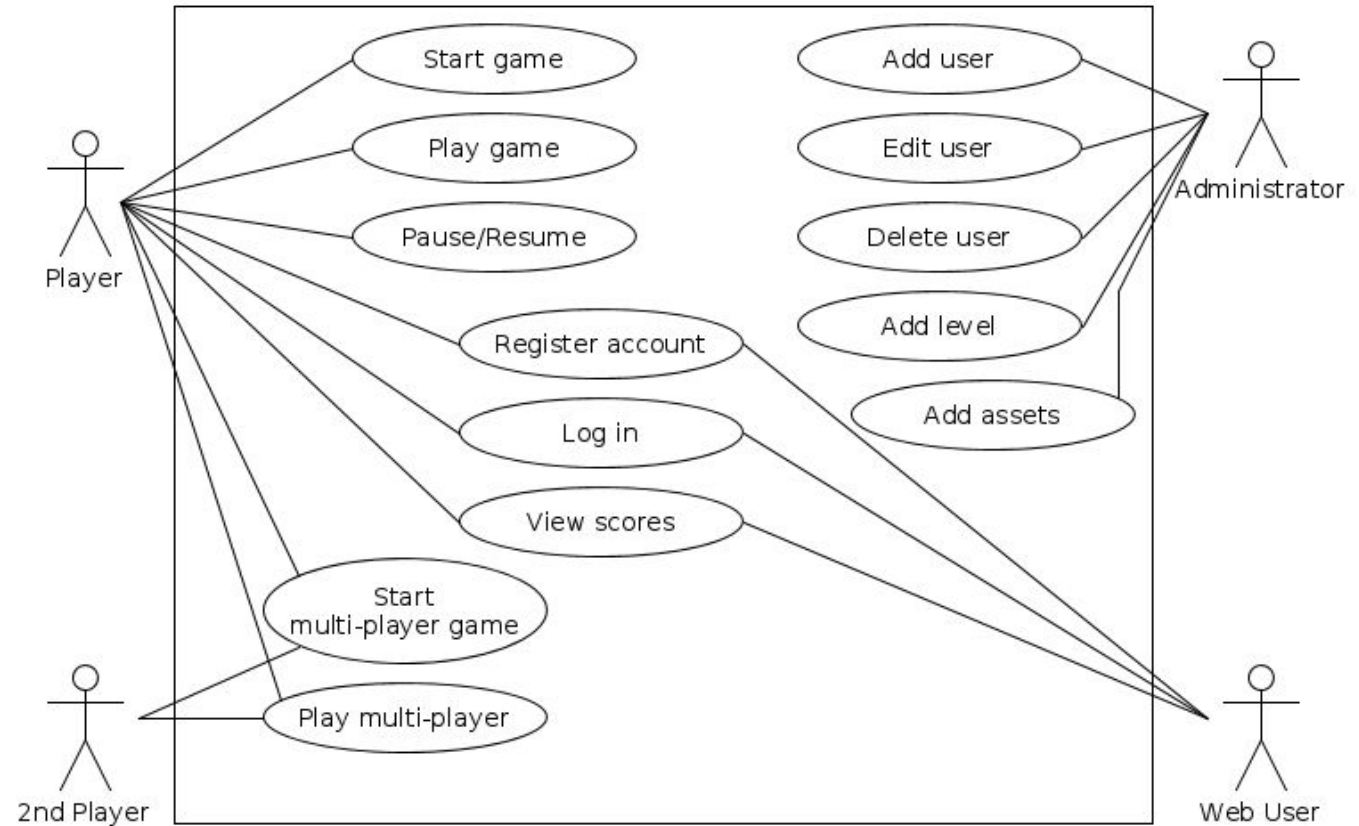 Start game
Add user
Play game
Edit user
Administrator
Pause/Resume
Delete user
Player
Add level
Register account
Add assets
Log in
View scores
Start
multi-player game
Play multi-player
2nd Player
Web User